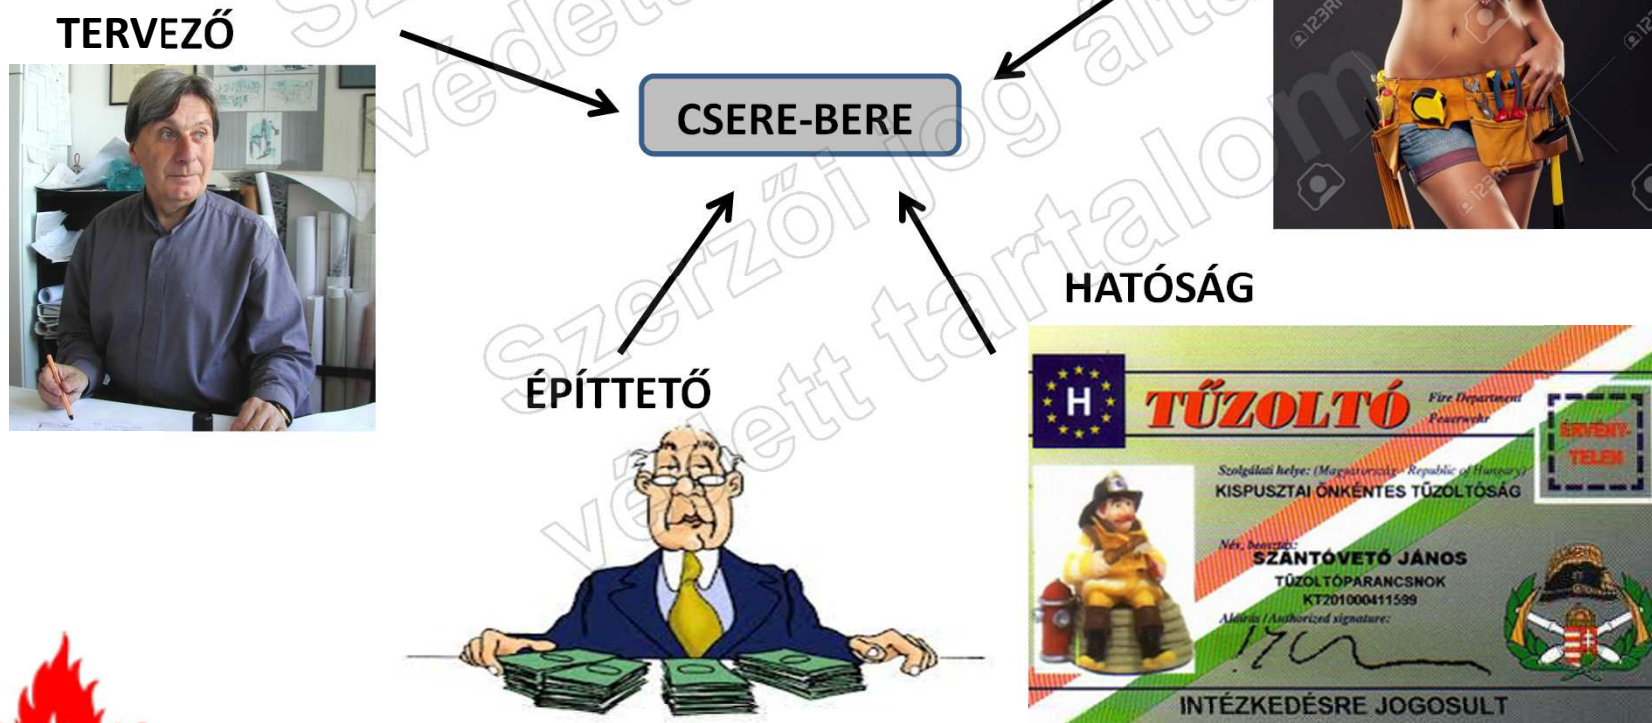 TERVEZŐ
CSERE-BERE
HATÓSÁG
ÉPÍTTETŐ
Szerzői jog által
védett tartalom
123RF
H
TŰZOLTÓ
Fire Department
Feuerwehr
ÉRVÉNY-
TELEN
Szolgálati helye: (Magyarország - Republic of Hungary)
KISPUSZTAI ÖNKÉNTES TŰZOLTÓSÁG
Név, beosztás:
SZÁNTÓVETŐ JÁNOS
TŰZOLTÓPARANCSNOK
KT201000411599
Aláírás / Authorized signature:
INTÉZKEDÉSRE JOGOSULT